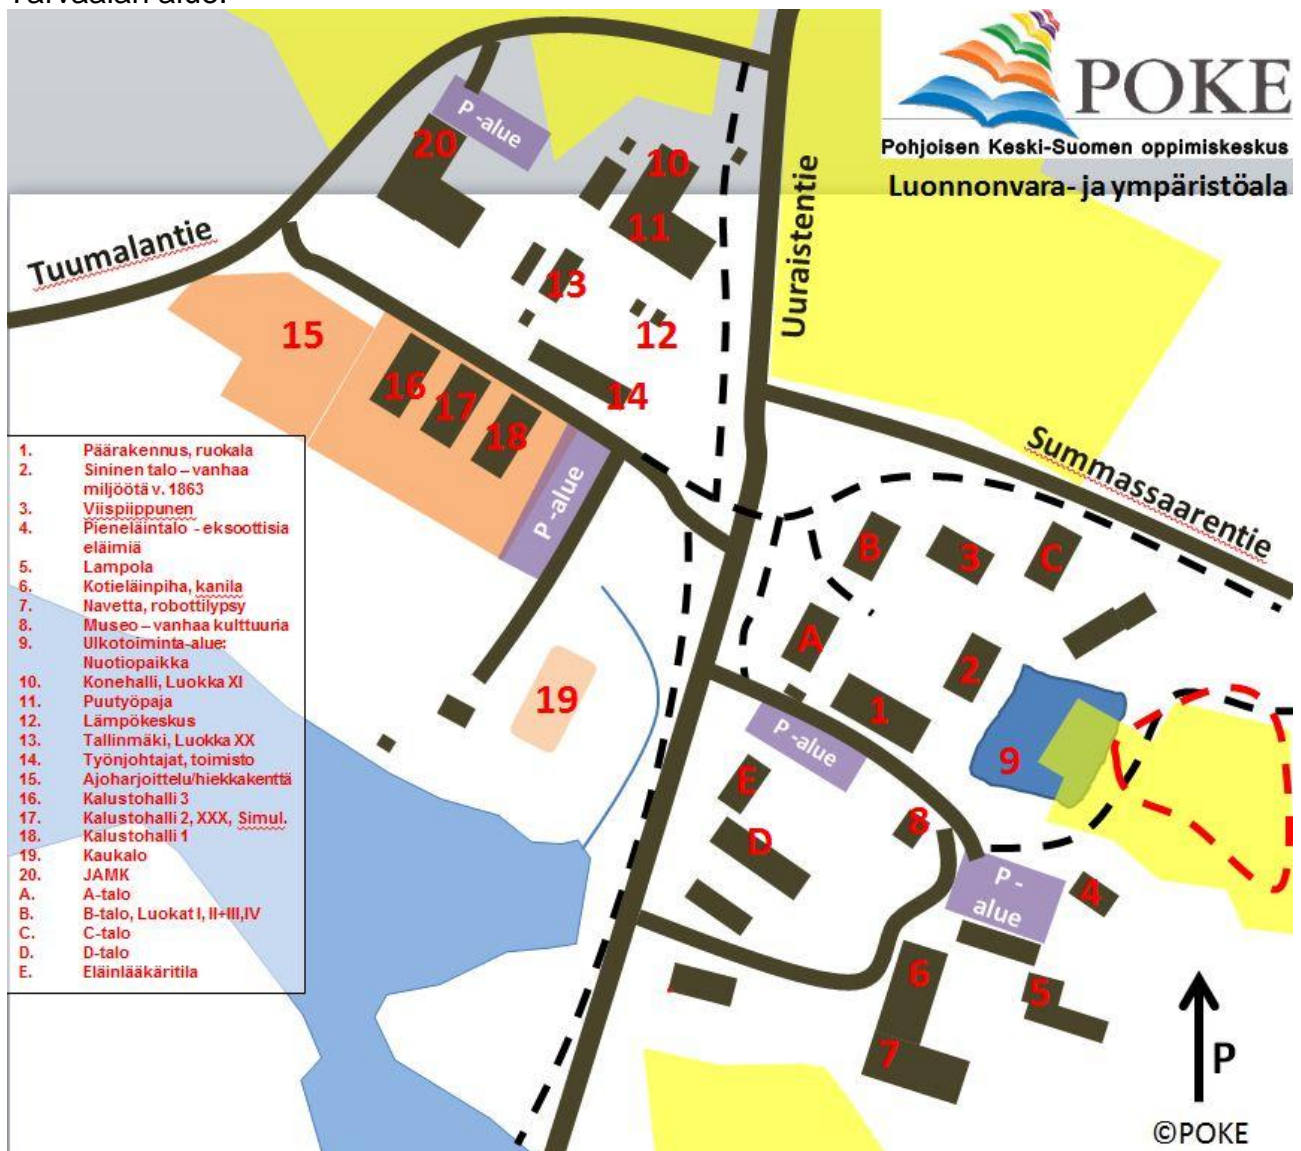 POKE
Pohjoisen Keski-Suomen oppimiskeskus
Luonnonvara- ja ympäristöala
P -alue
20
10
11
Uuraistentie
Tuumalantie
13
12
15
14
16
17
18
P -alue
Summassaarentie
1. Päärakennus, ruokala
2. Sininen talo – vanhaa
miljöötä v. 1863
3. Viispiippunen
4. Pieneläintalo - eksoottisia
eläimiä
5. Lampola
6. Kotieläinpiha, kanila
7. Navetta, robottilypsy
8. Museo – vanhaa kulttuuria
9. Ulkotoiminta-alue:
Nuotiopaikka
10. Konehalli, Luokka XI
11. Puutyöpaja
12. Lämpökeskus
13. Tallinmäki, Luokka XX
14. Työnjohtajat, toimisto
15. Ajoharjoittelu/hiekkakenttä
16. Kalustohalli 3
17. Kalustohalli 2, XXX, Simul.
18. Kalustohalli 1
19. Kaukalo
20. JAMK
A. A-talo
B. B-talo, Luokat I, II+III,IV
C. C-talo
D. D-talo
E. Eläinlääkäritila
B
3
C
A
2
19
1
P -alue
9
E
8
D
P -
alue
4
6
5
7
P
©POKE